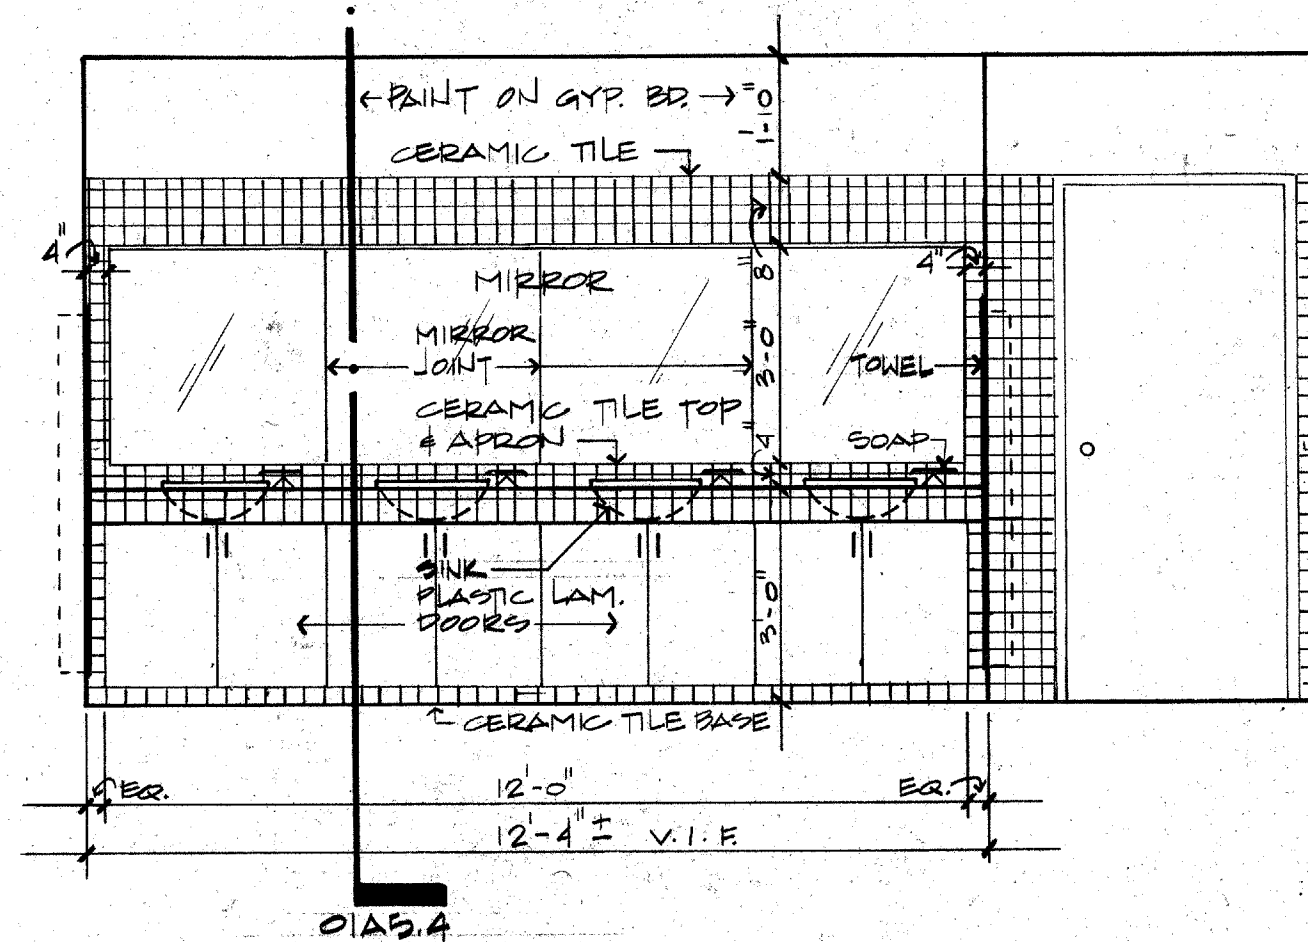 PAINT ON GYP. BD.
1'-10"
CERAMIC TILE
4"
4"
8"
MIRROR
MIRROR
JOINT
3'-0"
TOWEL
CERAMIC TILE TOP
& APRON
4"
SOAP
SINK
PLASTIC LAM.
DOORS
3'-0"
CERAMIC TILE BASE
EQ.
12'-0"
EQ.
12'-4" ± V.I.F.
01A5.4